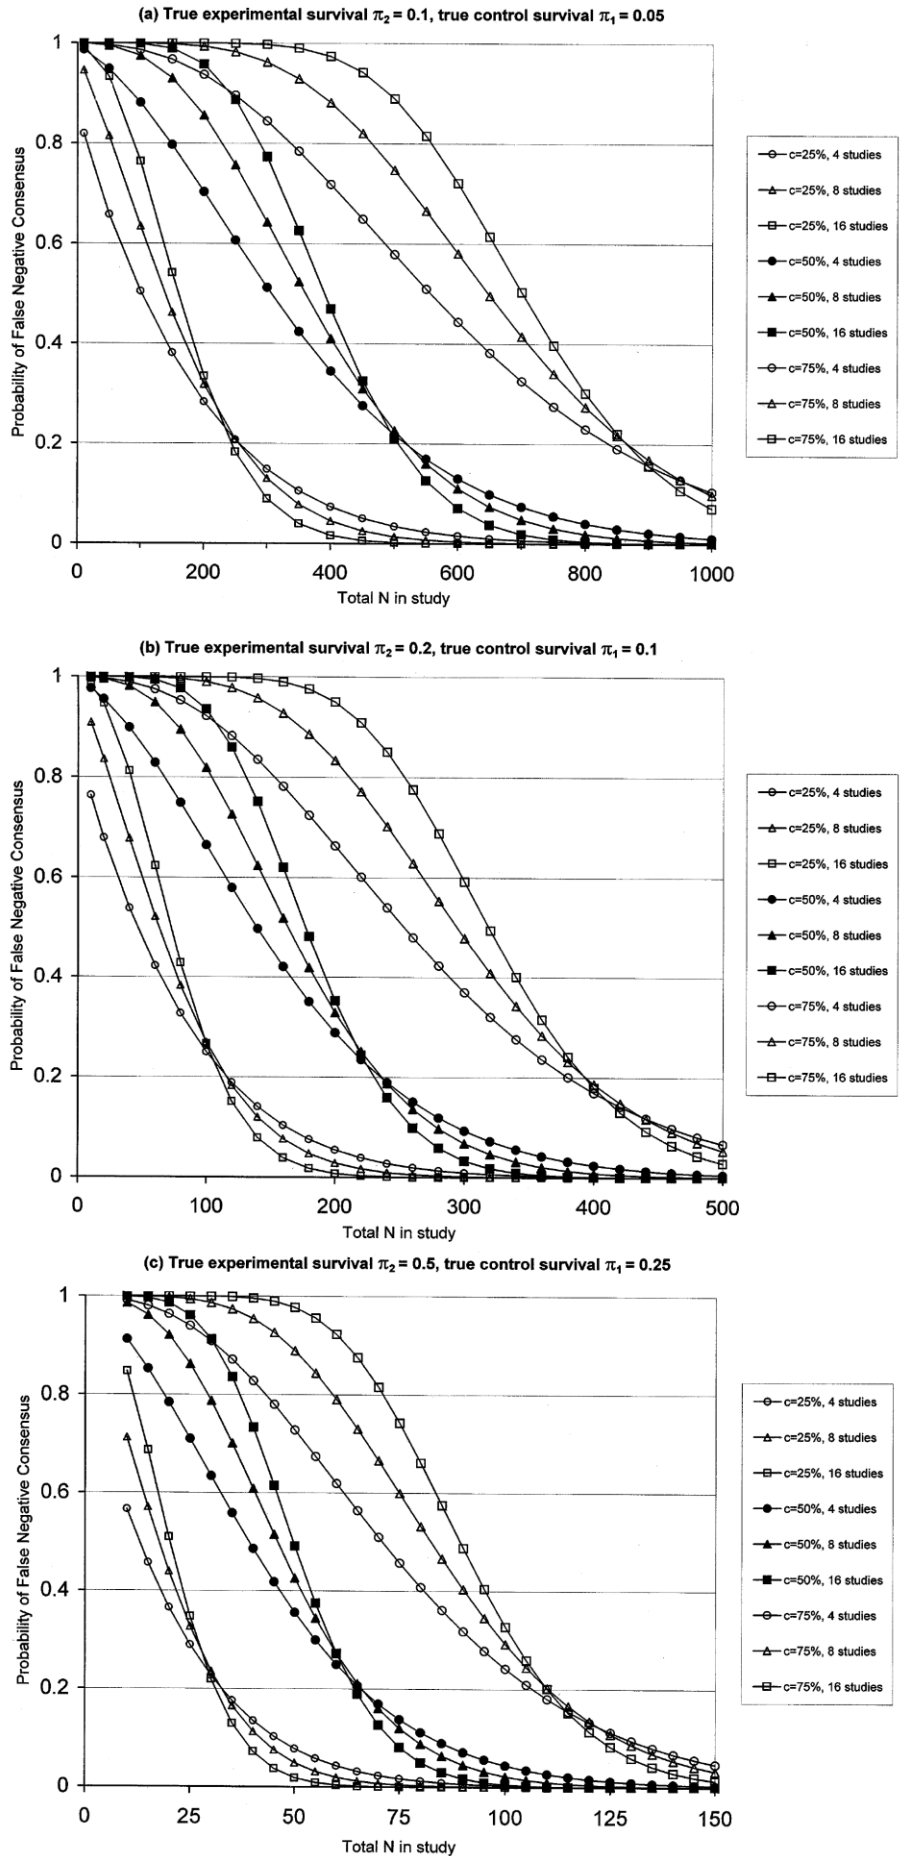 (a) True experimental survival π₂ = 0.1, true control survival π₁ = 0.05
Probability of False Negative Consensus
1
0.8
0.6
0.4
0.2
0
0
200
400
600
800
1000
Total N in study
c=25%, 4 studies
c=25%, 8 studies
c=25%, 16 studies
c=50%, 4 studies
c=50%, 8 studies
c=50%, 16 studies
c=75%, 4 studies
c=75%, 8 studies
c=75%, 16 studies
(b) True experimental survival π₂ = 0.2, true control survival π₁ = 0.1
Probability of False Negative Consensus
1
0.8
0.6
0.4
0.2
0
0
100
200
300
400
500
Total N in study
c=25%, 4 studies
c=25%, 8 studies
c=25%, 16 studies
c=50%, 4 studies
c=50%, 8 studies
c=50%, 16 studies
c=75%, 4 studies
c=75%, 8 studies
c=75%, 16 studies
(c) True experimental survival π₂ = 0.5, true control survival π₁ = 0.25
Probability of False Negative Consensus
1
0.8
0.6
0.4
0.2
0
0
25
50
75
100
125
150
Total N in study
c=25%, 4 studies
c=25%, 8 studies
c=25%, 16 studies
c=50%, 4 studies
c=50%, 8 studies
c=50%, 16 studies
c=75%, 4 studies
c=75%, 8 studies
c=75%, 16 studies